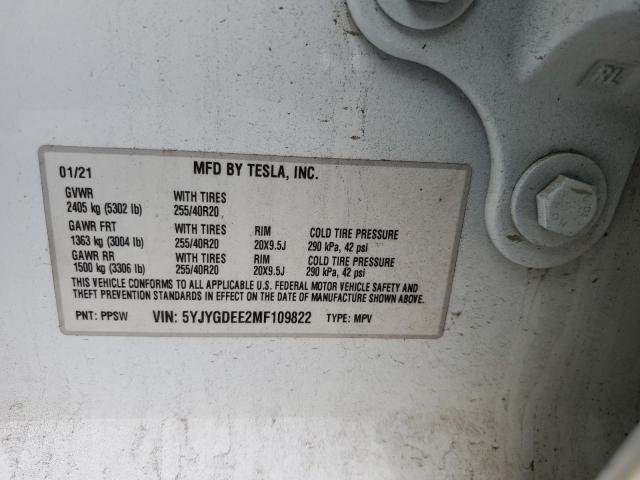 RL
01/21 MFD BY TESLA, INC.
GVWR WITH TIRES
2405 kg (5302 lb) 255/40R20
GAWR FRT WITH TIRES RIM COLD TIRE PRESSURE
1363 kg (3004 lb) 255/40R20 20X9.5J 290 kPa, 42 psi
GAWR RR WITH TIRES RIM COLD TIRE PRESSURE
1500 kg (3306 lb) 255/40R20 20X9.5J 290 kPa, 42 psi
THIS VEHICLE CONFORMS TO ALL APPLICABLE U.S. FEDERAL MOTOR VEHICLE SAFETY AND
THEFT PREVENTION STANDARDS IN EFFECT ON THE DATE OF MANUFACTURE SHOWN ABOVE.
PNT: PPSW VIN: 5YJYGDEE2MF109822 TYPE: MPV